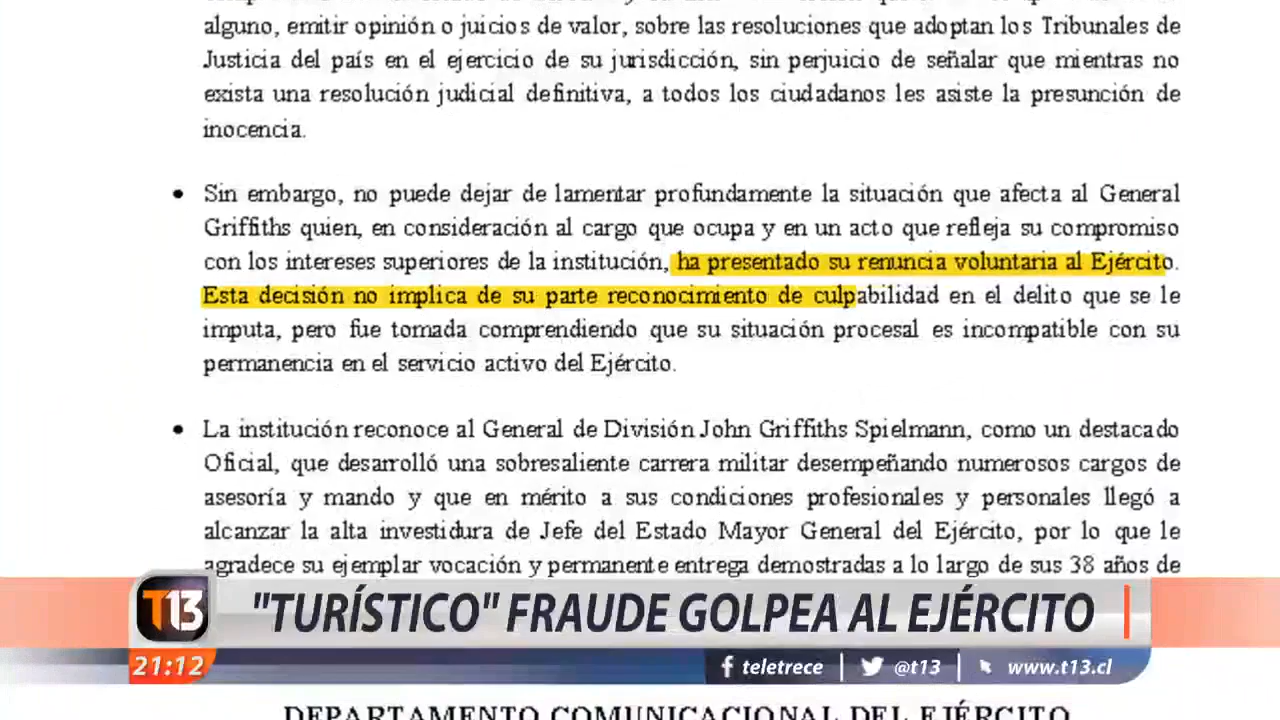 alguno, emitir opinión o juicios de valor, sobre las resoluciones que adoptan los Tribunales de
Justicia del país en el ejercicio de su jurisdicción, sin perjuicio de señalar que mientras no
exista una resolución judicial definitiva, a todos los ciudadanos les asiste la presunción de
inocencia.
• Sin embargo, no puede dejar de lamentar profundamente la situación que afecta al General
Griffiths quien, en consideración al cargo que ocupa y en un acto que refleja su compromiso
con los intereses superiores de la institución, ha presentado su renuncia voluntaria al Ejército.
Esta decisión no implica de su parte reconocimiento de culpabilidad en el delito que se le
imputa, pero fue tomada comprendiendo que su situación procesal es incompatible con su
permanencia en el servicio activo del Ejército.
• La institución reconoce al General de División John Griffiths Spielmann, como un destacado
Oficial, que desarrolló una sobresaliente carrera militar desempeñando numerosos cargos de
asesoría y mando y que en mérito a sus condiciones profesionales y personales llegó a
alcanzar la alta investidura de Jefe del Estado Mayor General del Ejército, por lo que le
agradece su ejemplar vocación y permanente entrega demostradas a lo largo de sus 38 años de
T13
"TURÍSTICO" FRAUDE GOLPEA AL EJÉRCITO
21:12
teletrece
@t13
www.t13.cl
DEPARTAMENTO COMUNICACIONAL DEL EJÉRCITO